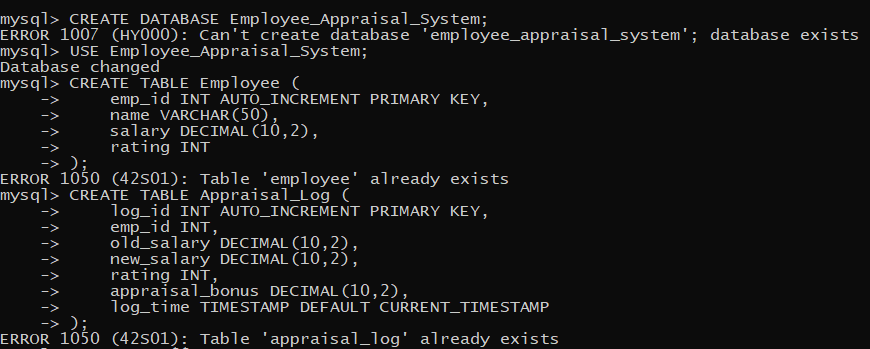 mysql> CREATE DATABASE Employee_Appraisal_System;
ERROR 1007 (HY000): Can't create database 'employee_appraisal_system'; database exists
mysql> USE Employee_Appraisal_System;
Database changed
mysql> CREATE TABLE Employee (
    ->     emp_id INT AUTO_INCREMENT PRIMARY KEY,
    ->     name VARCHAR(50),
    ->     salary DECIMAL(10,2),
    ->     rating INT
    -> );
ERROR 1050 (42S01): Table 'employee' already exists
mysql> CREATE TABLE Appraisal_Log (
    ->     log_id INT AUTO_INCREMENT PRIMARY KEY,
    ->     emp_id INT,
    ->     old_salary DECIMAL(10,2),
    ->     new_salary DECIMAL(10,2),
    ->     rating INT,
    ->     appraisal_bonus DECIMAL(10,2),
    ->     log_time TIMESTAMP DEFAULT CURRENT_TIMESTAMP
    -> );
ERROR 1050 (42S01): Table 'appraisal_log' already exists